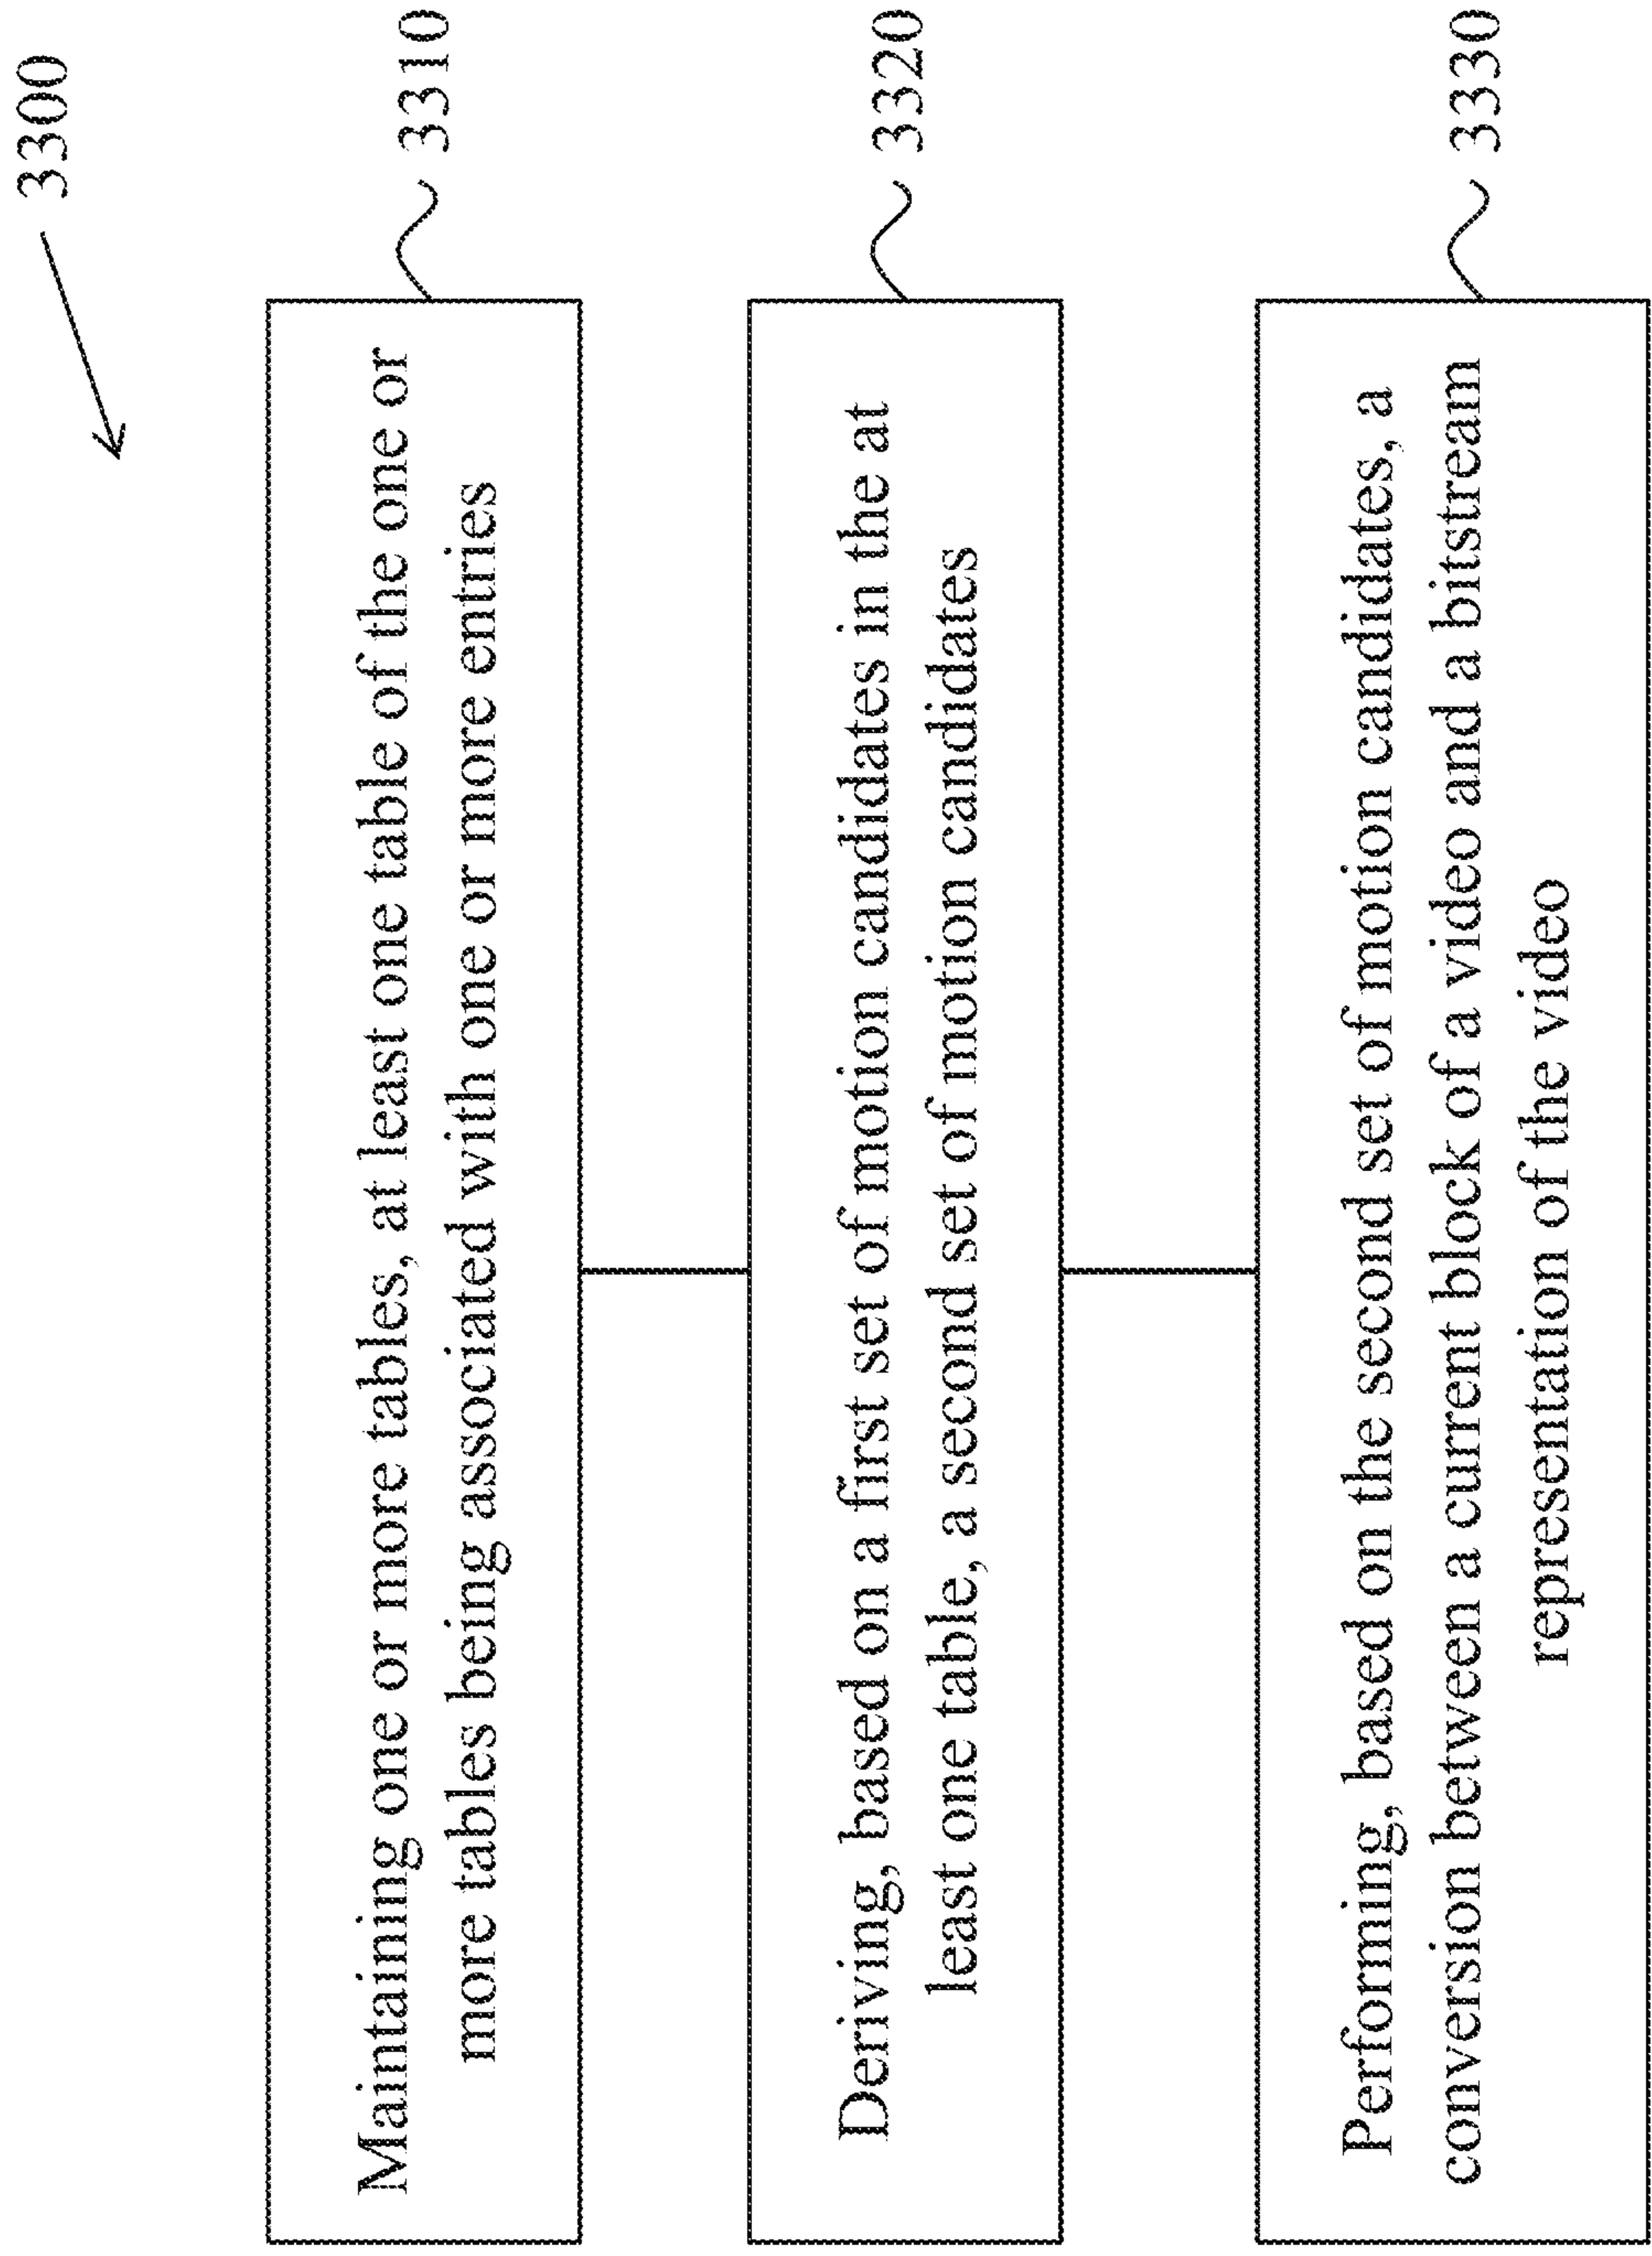 3300
Maintaining one or more tables, at least one table of the one or
more tables being associated with one or more entries
3310
Deriving, based on a first set of motion candidates in the at
least one table, a second set of motion candidates
3320
Performing, based on the second set of motion candidates, a
conversion between a current block of a video and a bitstream
representation of the video
3330